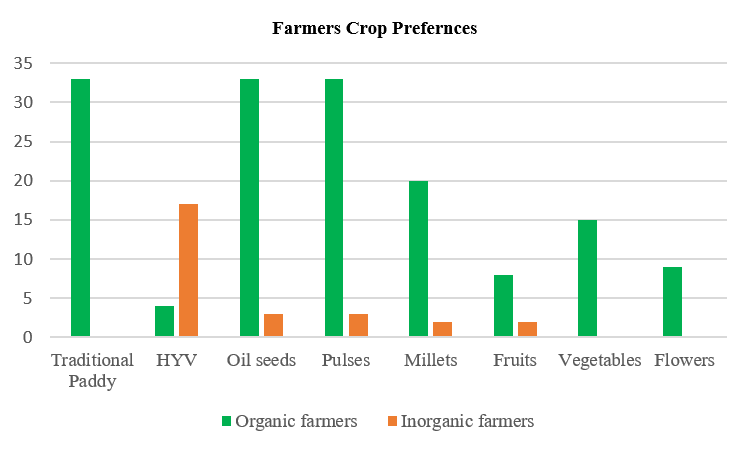 Farmers Crop Prefernces
35
30
25
20
15
10
5
0
Traditional Paddy HYV Oil seeds Pulses Millets Fruits Vegetables Flowers
Organic farmers Inorganic farmers